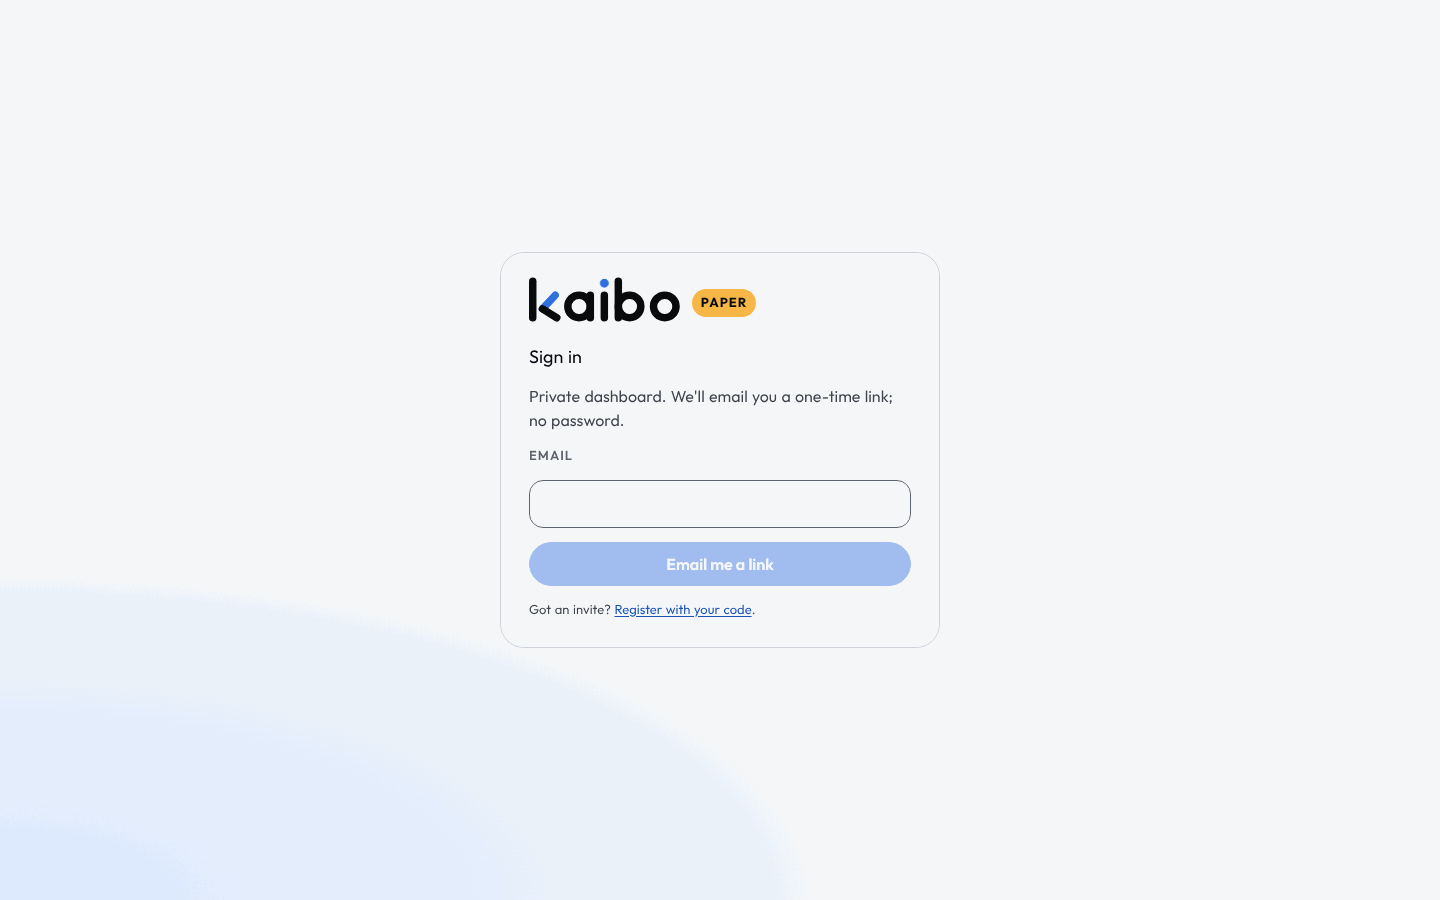 kaibo PAPER
Sign in
Private dashboard. We'll email you a one-time link;
no password.
EMAIL
Email me a link
Got an invite? Register with your code.